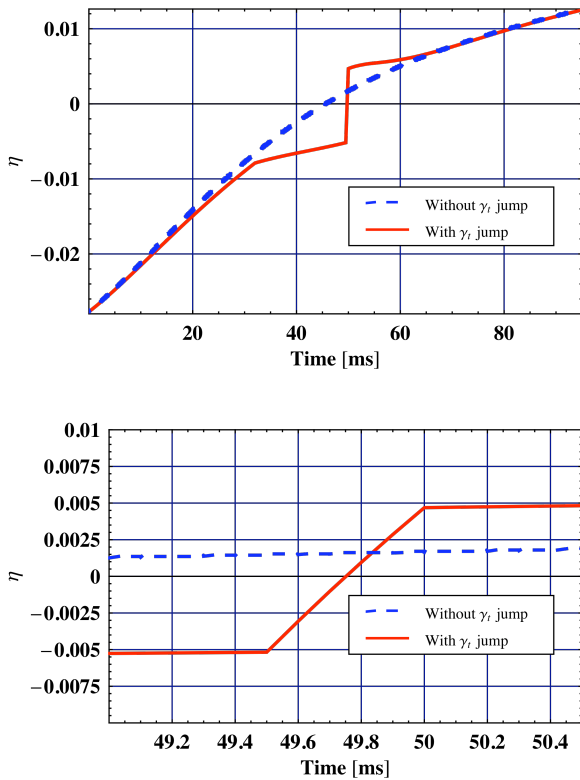 0.01
0
−0.01
−0.02
η
Without γt jump
With γt jump
20 40 60 80
Time [ms]
0.01
0.0075
0.005
0.0025
0
−0.0025
−0.005
−0.0075
η
Without γt jump
With γt jump
49.2 49.4 49.6 49.8 50 50.2 50.4
Time [ms]